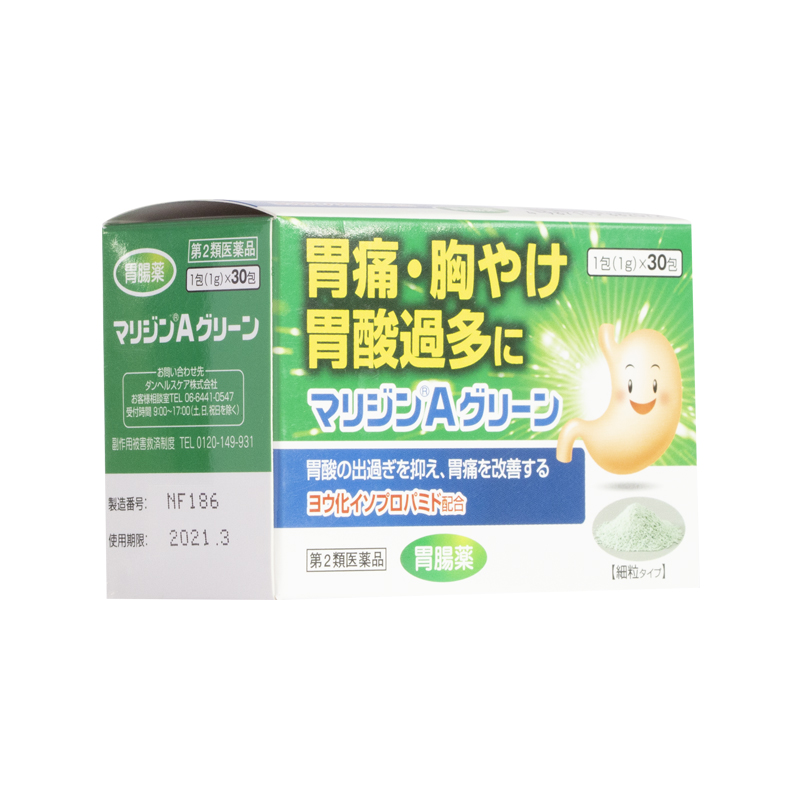 胃腸薬
第2類医薬品
1包(1g)×30包
マリジン®Aグリーン
お問い合わせ先
ダンヘルスケア株式会社
お客様相談室TEL 06-6441-0547
受付時間 9:00~17:00(土,日,祝日を除く)
副作用被害救済制度 TEL 0120-149-931
製造番号: NF186
使用期限: 2021.3
胃痛・胸やけ
胃酸過多に
1包(1g)×30包
マリジン®Aグリーン
胃酸の出過ぎを抑え、胃痛を改善する
ヨウ化イソプロパミド配合
第2類医薬品
胃腸薬
【細粒タイプ】